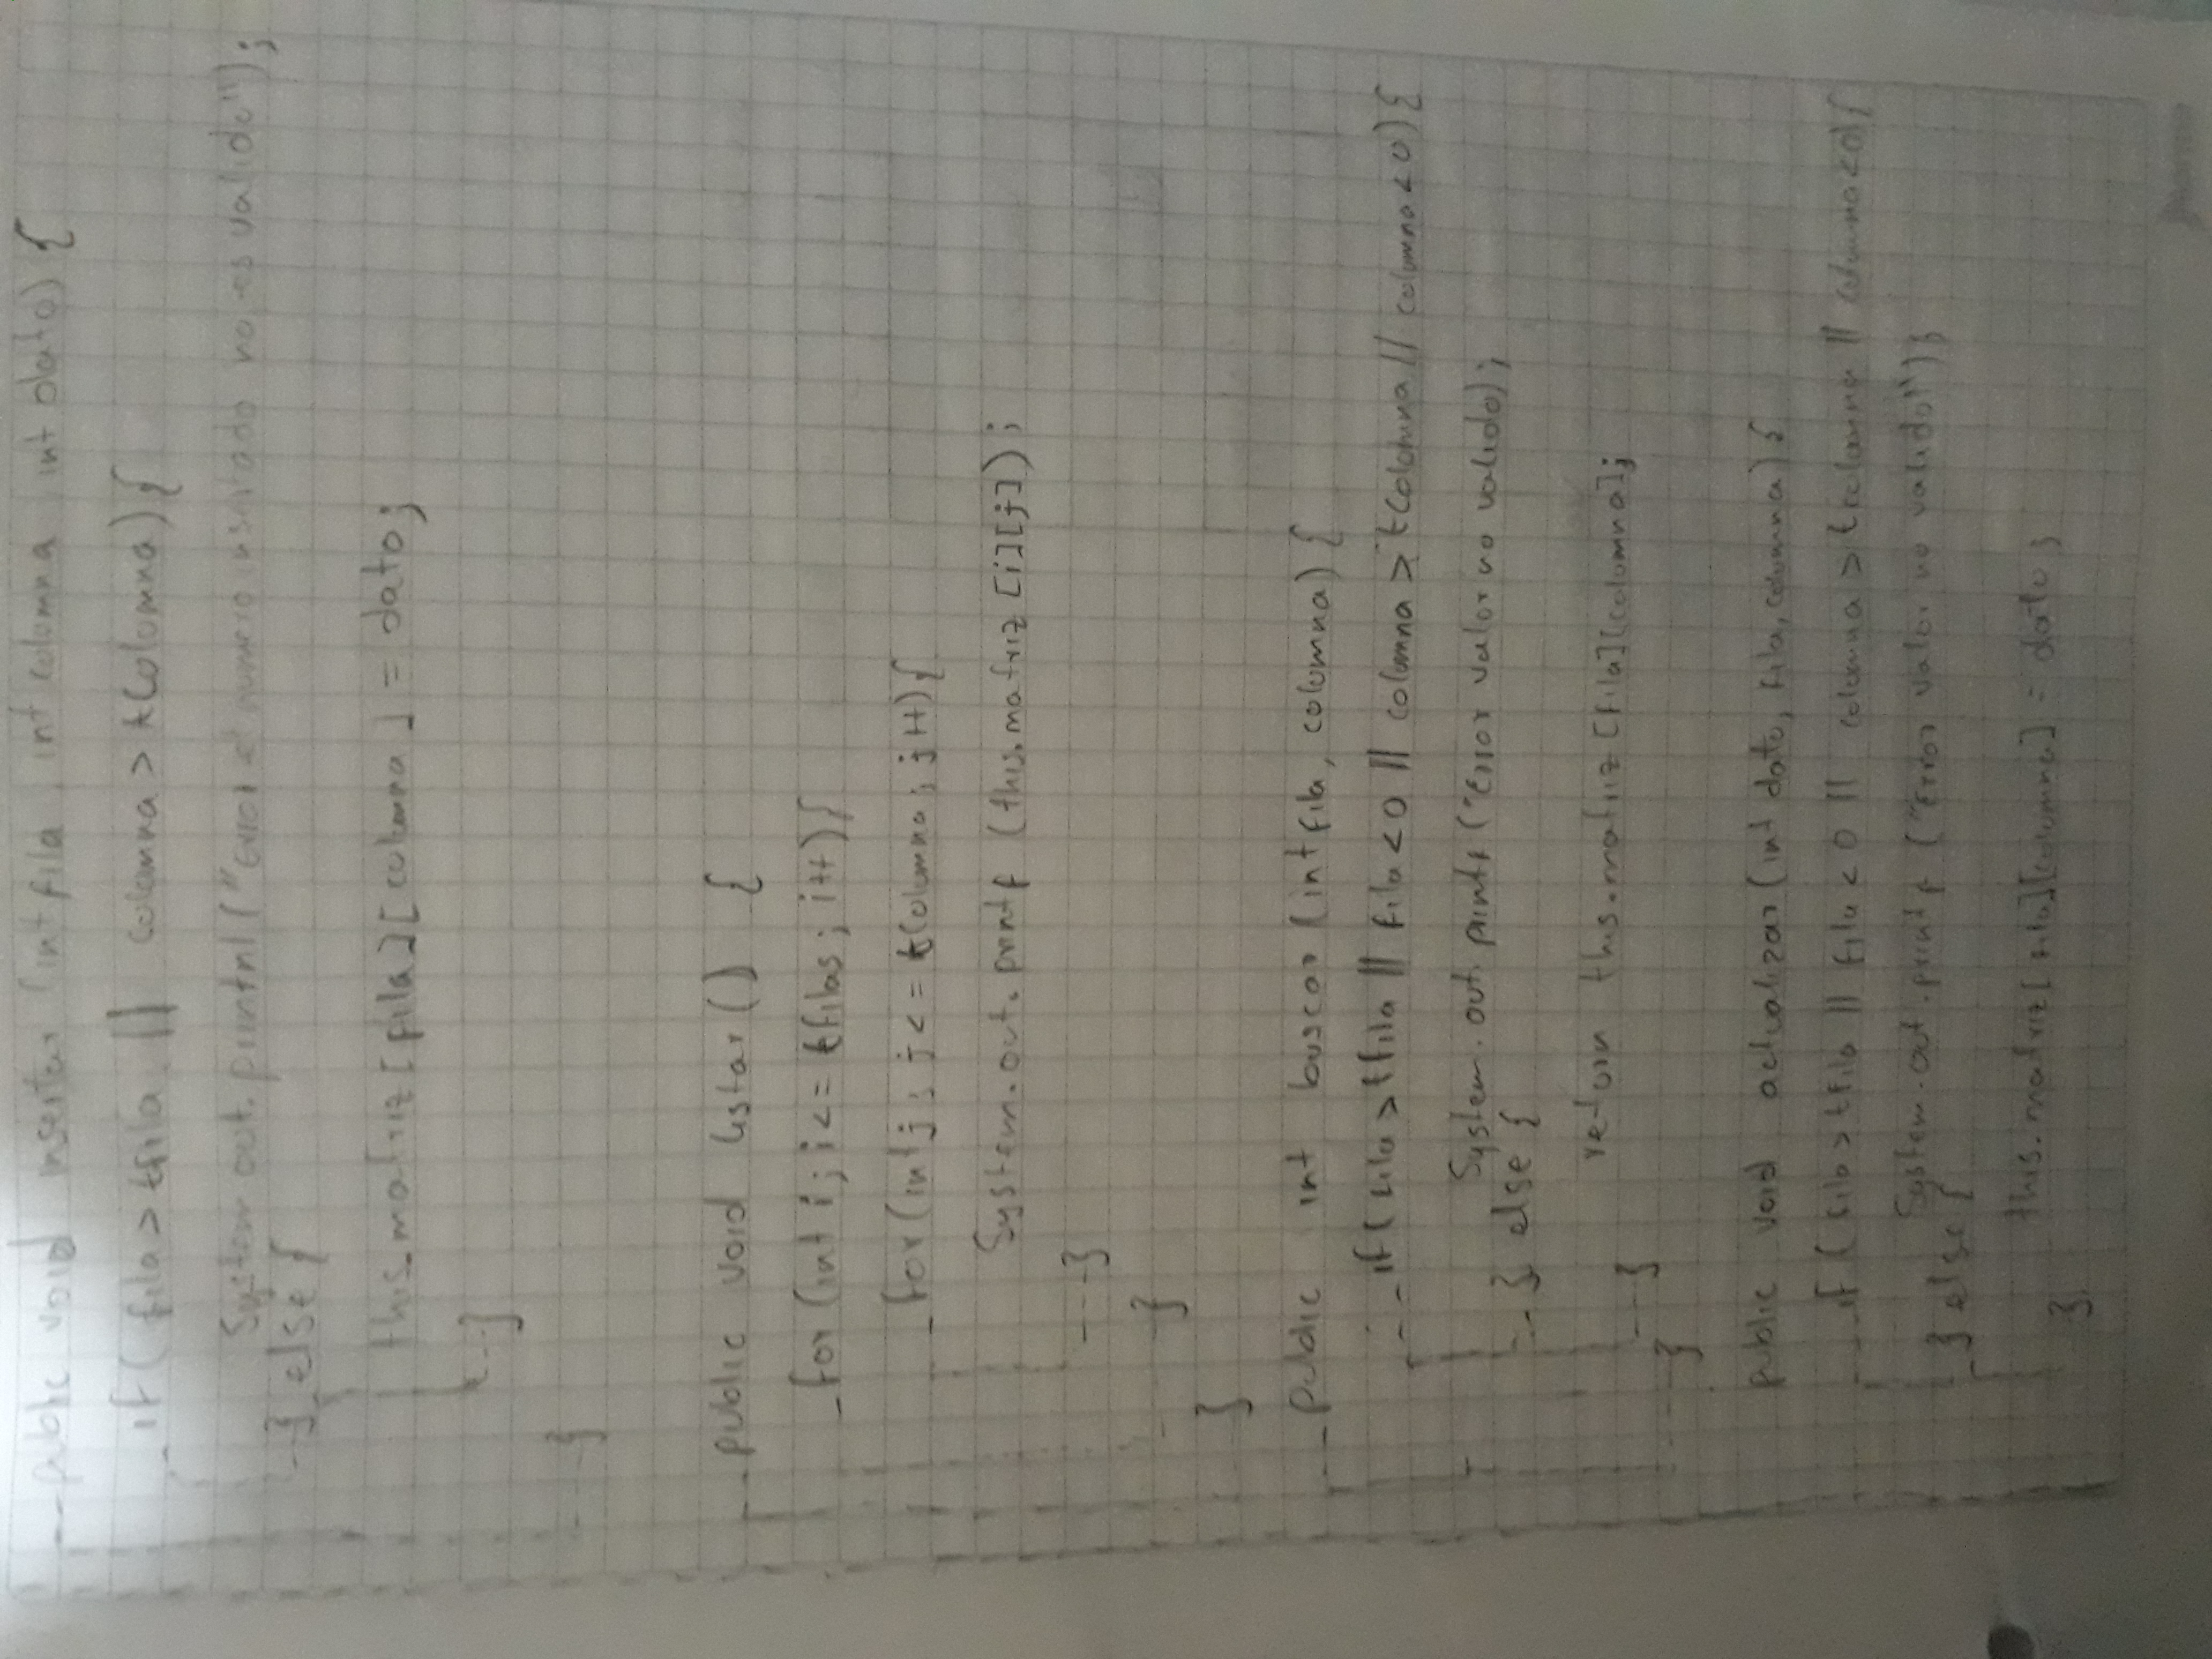 public void insertar (int fila, int columna int dato) {
if ( fila > tfila || columna > tColumna) {
System out. printnl ("Error el numero insertado no es valido");
} else {
this.matriz [ fila ] [ columna ] = dato;
}
}
public void listar () {
for (int i; i <= tfilas; i++) {
for (int j; j <= tColumna; j++) {
System.out. printf (this.matriz [i][j]);
}
}
}
public int buscar (int fila, columna) {
if ( fila > tfila || fila < 0 || columna > tColumna || columna < 0) {
System. out. printf ("Error valor no valido);
} else {
return this.matriz [fila][columna];
}
}
public void actualizar (int dato, fila, columna) {
if ( fila > tfila || fila < 0 || columna > tcolumna || columna < 0) {
System.out.printf ("Error valor no valido!");
} else {
this.matriz[ fila][columna] = dato;
}